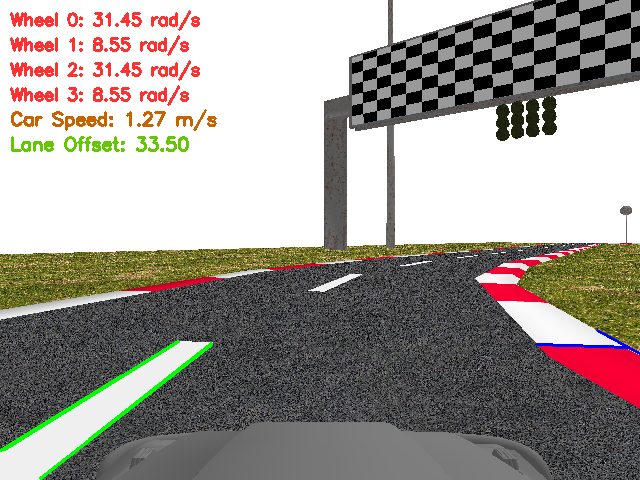 Wheel 0: 31.45 rad/s
Wheel 1: 8.55 rad/s
Wheel 2: 31.45 rad/s
Wheel 3: 8.55 rad/s
Car Speed: 1.27 m/s
Lane Offset: 33.50